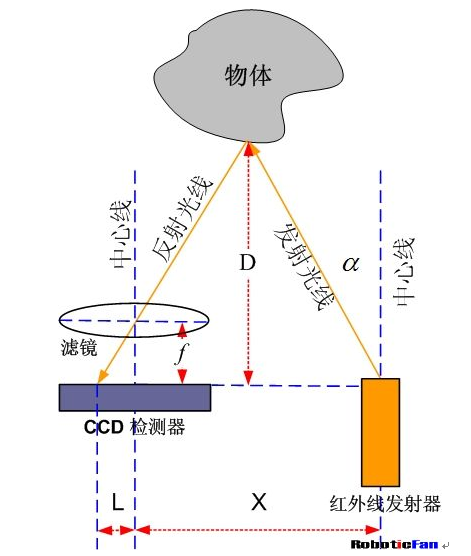 物体
中心线
反射光线
D
发射光线
α
中心线
滤镜
f
CCD 检测器
L
X
红外线发射器
RoboticFan